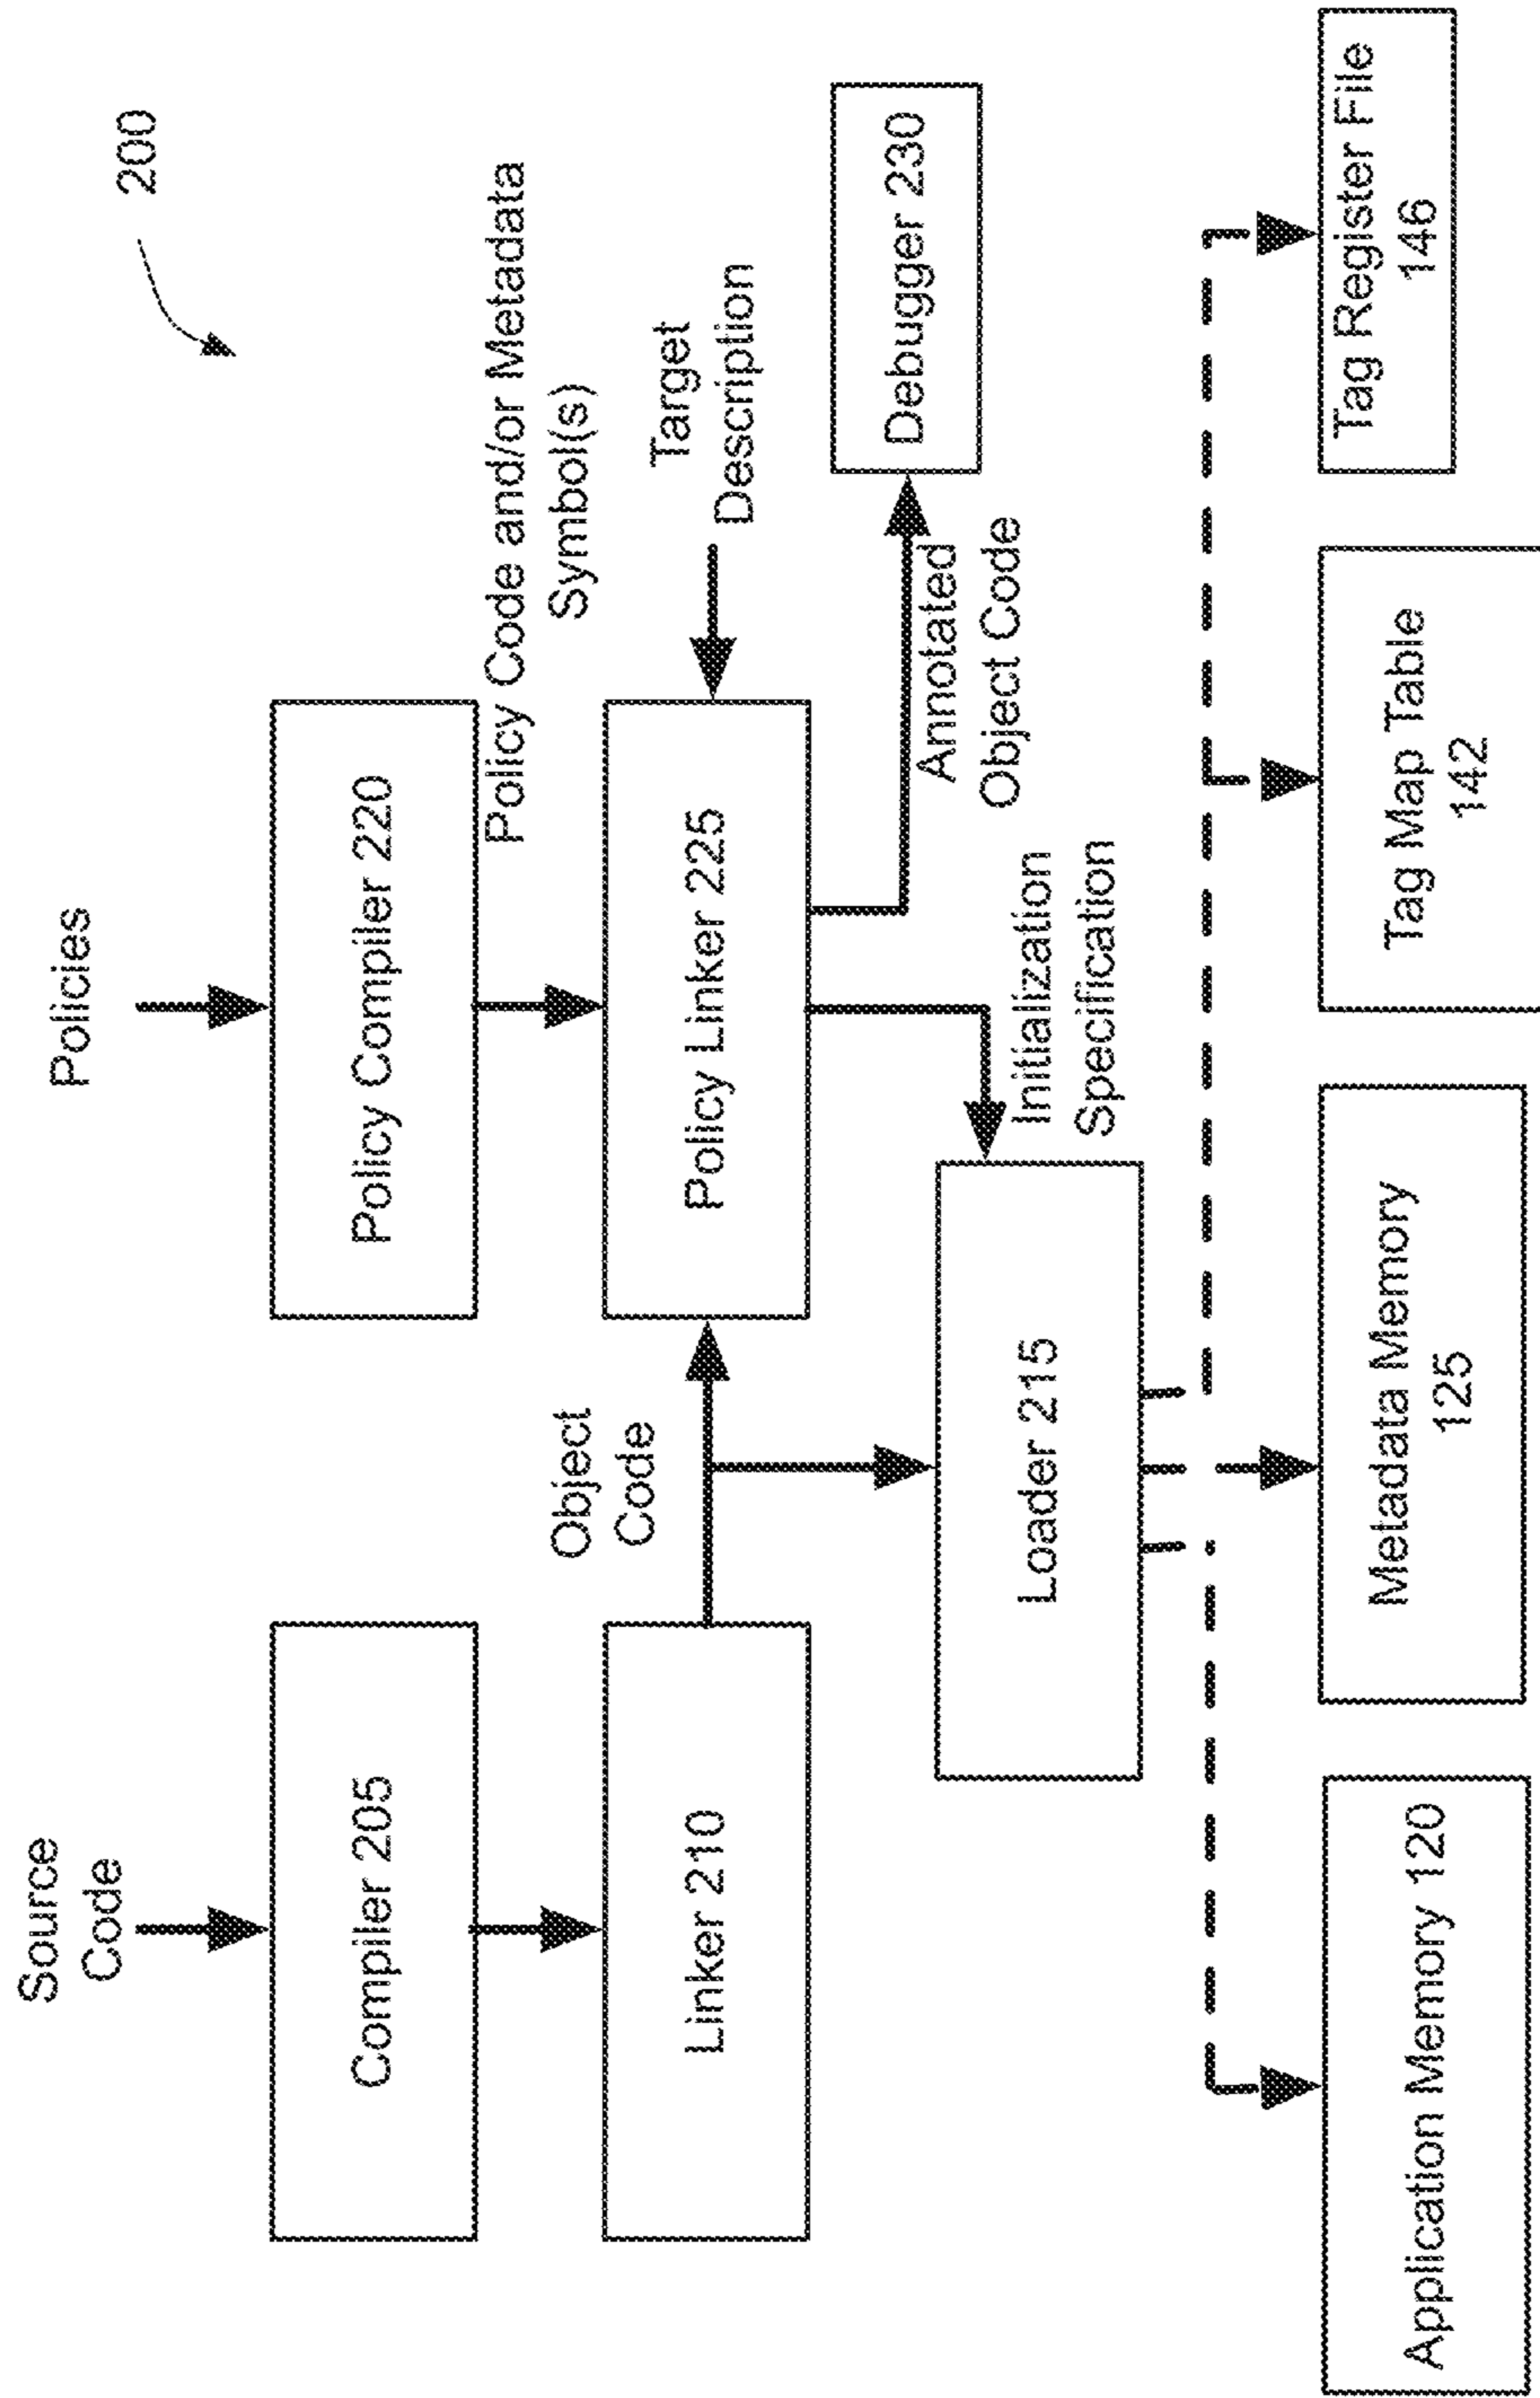 200
Source
Code
Policies
Compiler 205
Policy Compiler 220
Policy Code and/or Metadata
Symbol(s)
Object
Code
Target
Description
Linker 210
Policy Linker 225
Debugger 230
Annotated
Object Code
Initialization
Specification
Loader 215
Application Memory 120
Metadata Memory
125
Tag Map Table
142
Tag Register File
146